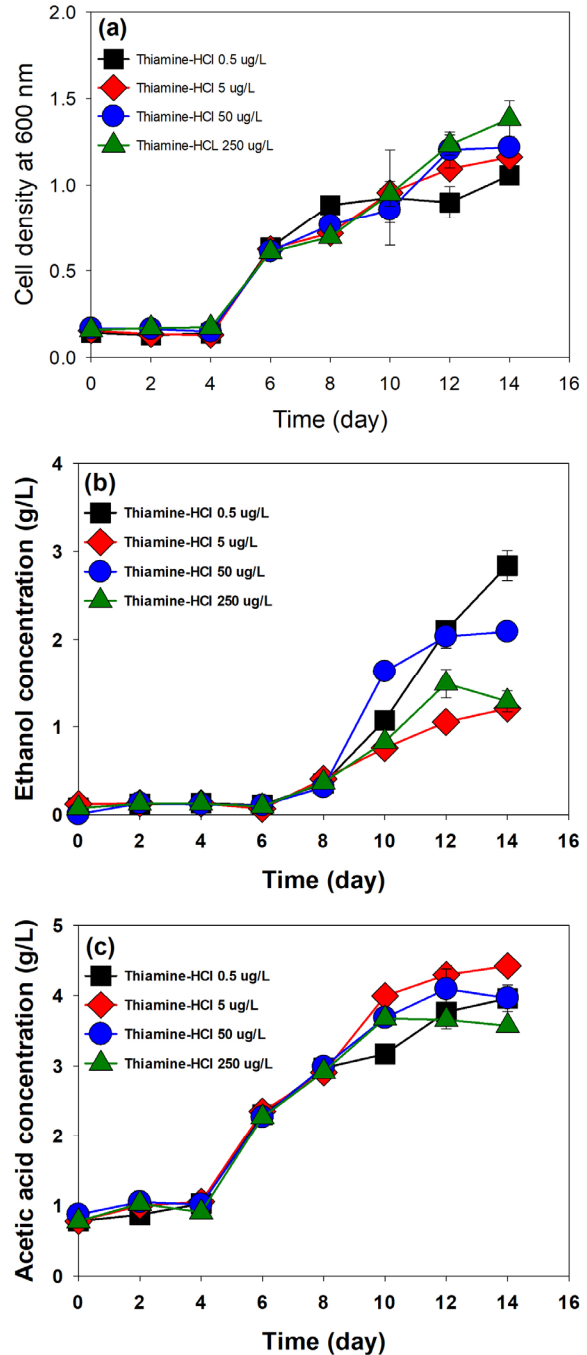 (a)
Thiamine-HCl 0.5 ug/L
Thiamine-HCl 5 ug/L
Thiamine-HCl 50 ug/L
Thiamine-HCL 250 ug/L
Cell density at 600 nm
2.0
1.5
1.0
0.5
0.0
0 2 4 6 8 10 12 14 16
Time (day)
(b)
Thiamine-HCl 0.5 ug/L
Thiamine-HCl 5 ug/L
Thiamine-HCl 50 ug/L
Thiamine-HCl 250 ug/L
Ethanol concentration (g/L)
4
3
2
1
0
0 2 4 6 8 10 12 14 16
Time (day)
(c)
Thiamine-HCl 0.5 ug/L
Thiamine-HCl 5 ug/L
Thiamine-HCl 50 ug/L
Thiamine-HCl 250 ug/L
Acetic acid concentration (g/L)
5
4
3
2
1
0
0 2 4 6 8 10 12 14 16
Time (day)